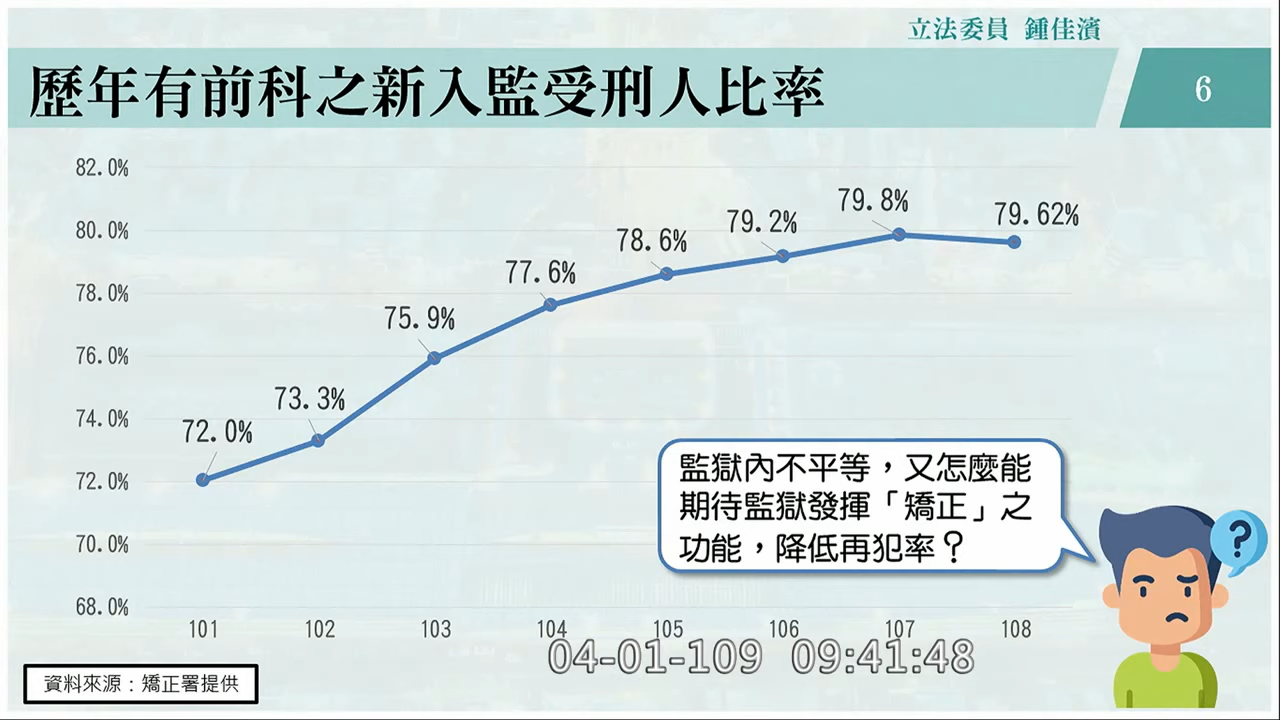 立法委員 鍾佳濱
歷年有前科之新入監受刑人比率
6
82.0%
80.0%
78.0%
76.0%
74.0%
72.0%
70.0%
68.0%
72.0%
73.3%
75.9%
77.6%
78.6%
79.2%
79.8%
79.62%
101 102 103 104 105 106 107 108
監獄內不平等，又怎麼能
期待監獄發揮「矯正」之
功能，降低再犯率？
?
04-01-109 09:41:48
資料來源：矯正署提供